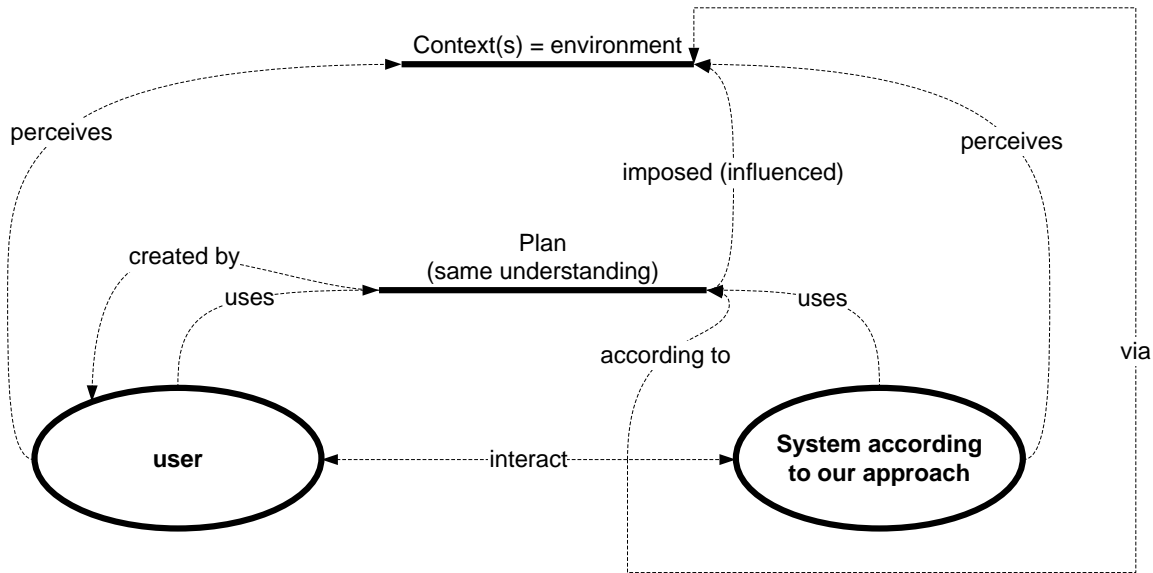 Context(s) = environment
perceives
perceives
imposed (influenced)
Plan
(same understanding)
created by
uses
uses
according to
via
user
interact
System according
to our approach